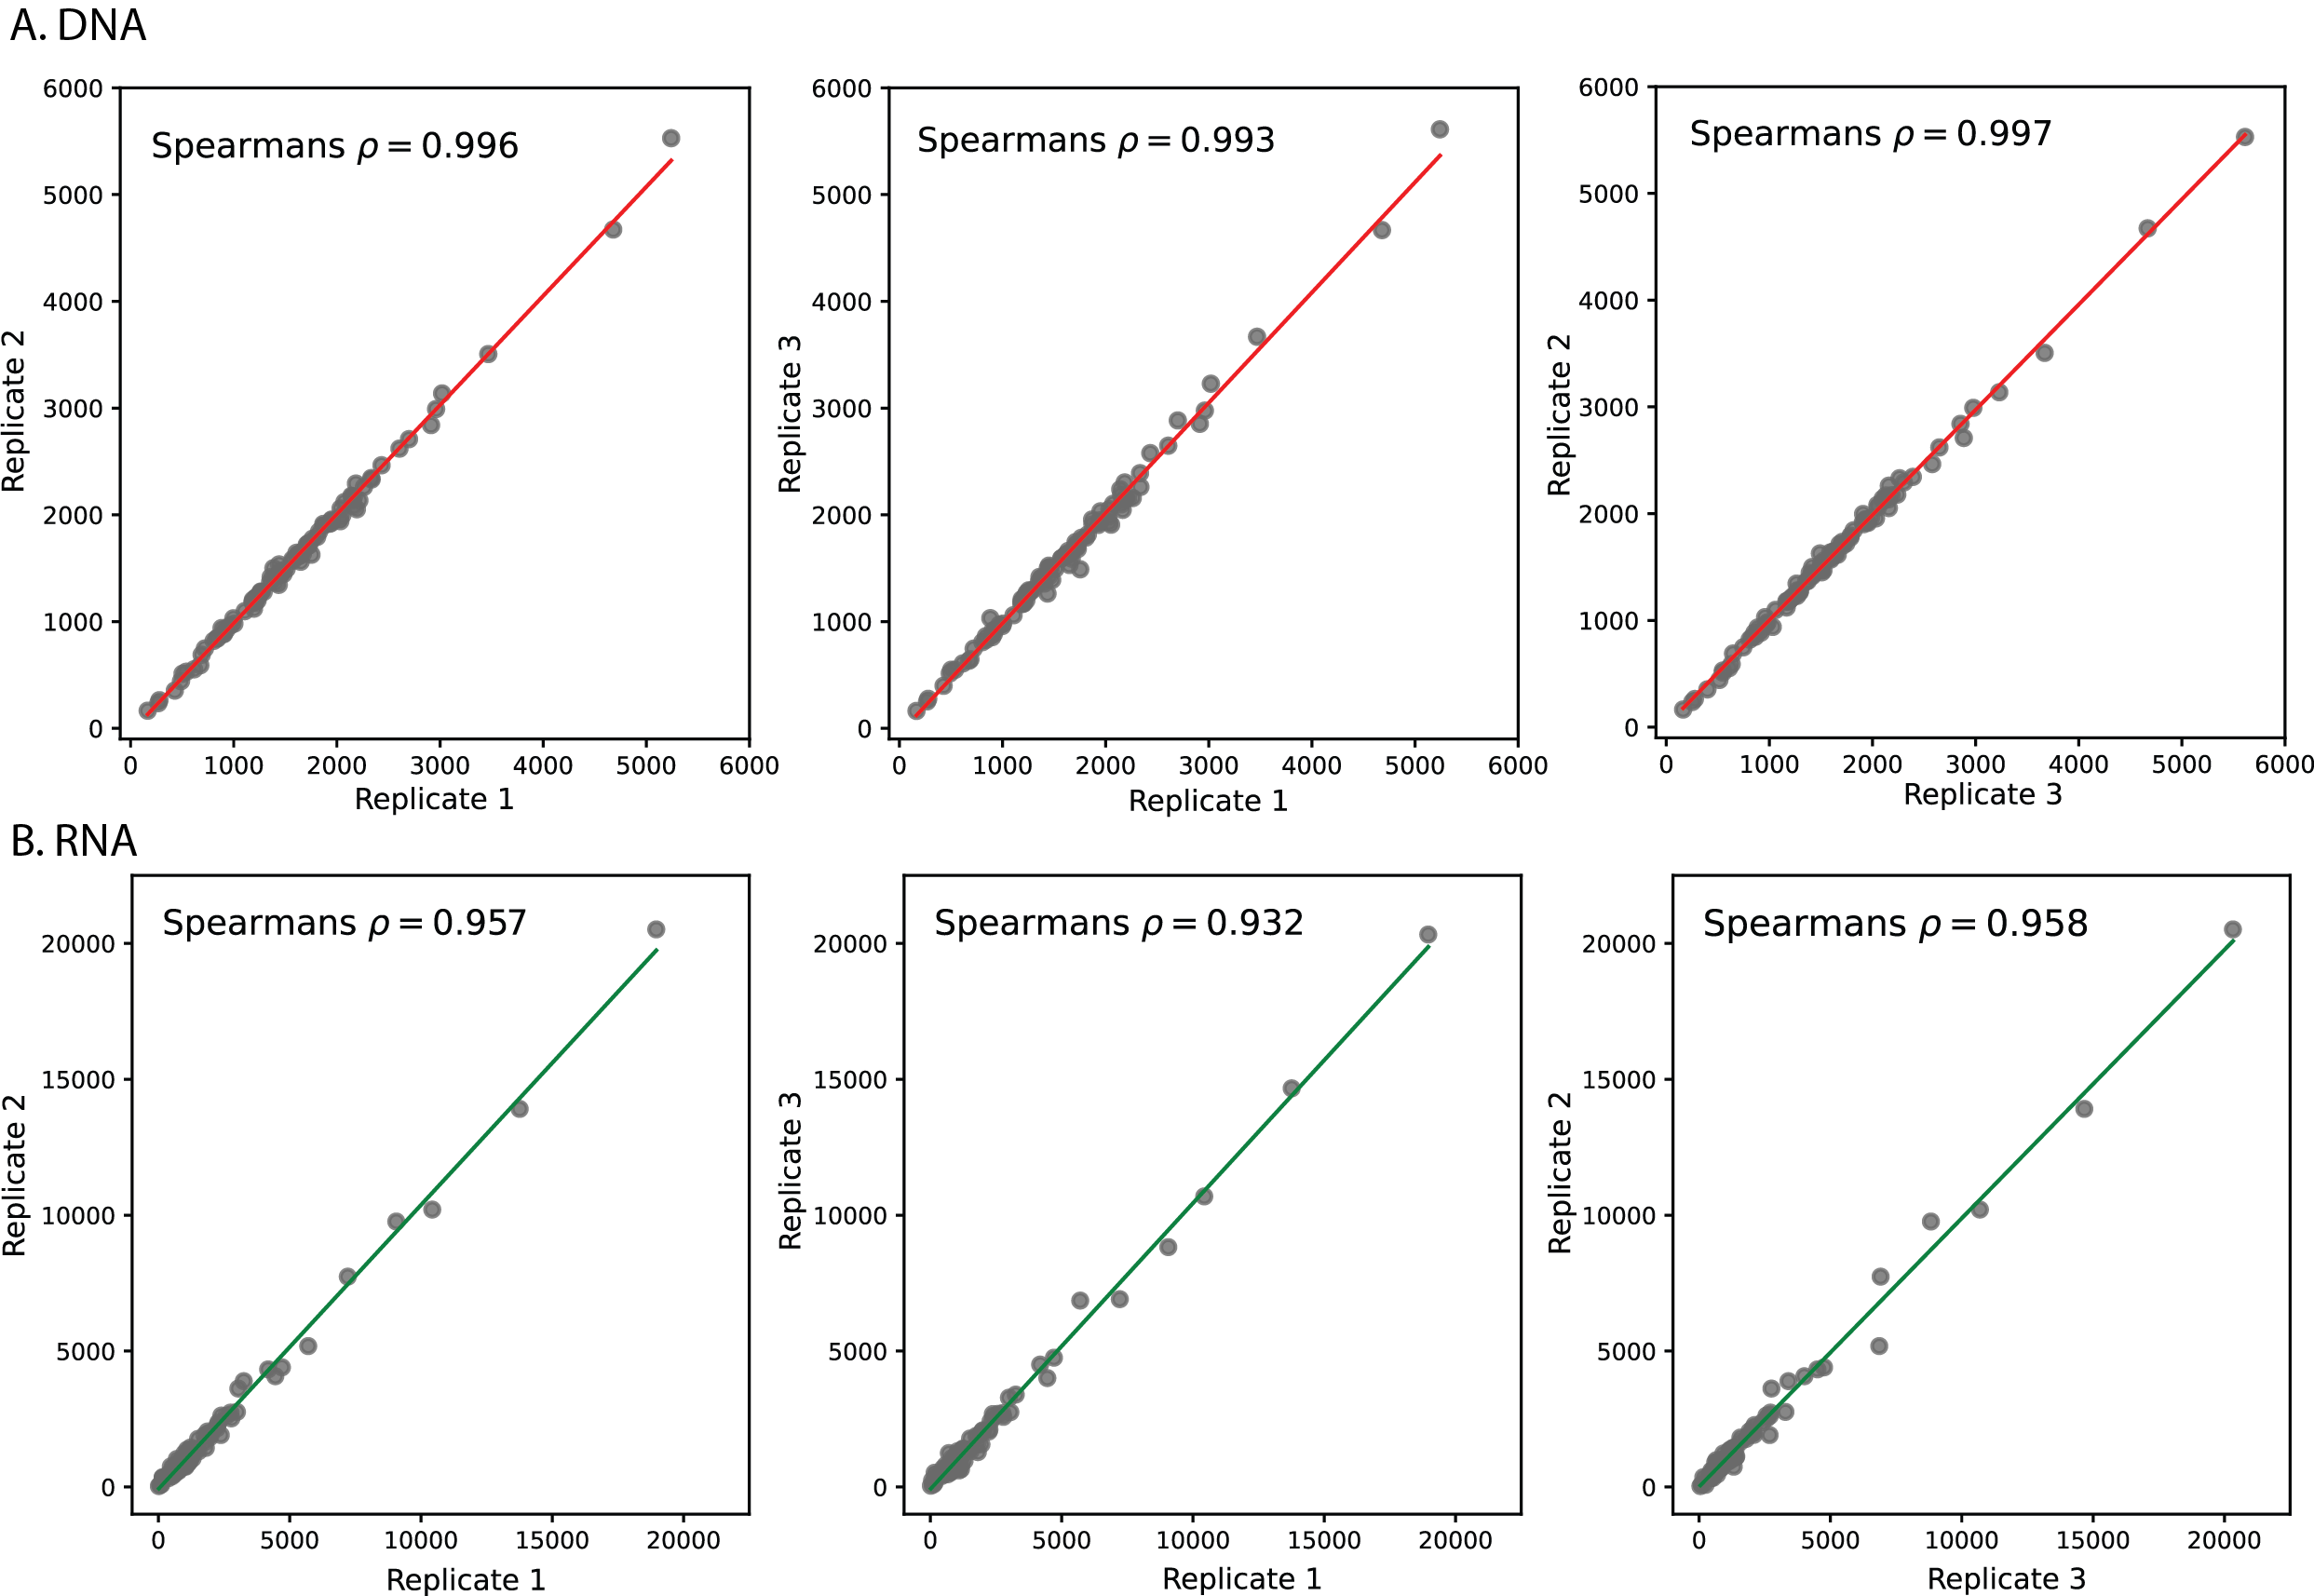 A. DNA
Spearmans ρ = 0.996
6000
5000
4000
3000
2000
1000
0
Replicate 2
0 1000 2000 3000 4000 5000 6000
Replicate 1
Spearmans ρ = 0.993
6000
5000
4000
3000
2000
1000
0
Replicate 3
0 1000 2000 3000 4000 5000 6000
Replicate 1
Spearmans ρ = 0.997
6000
5000
4000
3000
2000
1000
0
Replicate 2
0 1000 2000 3000 4000 5000 6000
Replicate 3
B. RNA
Spearmans ρ = 0.957
20000
15000
10000
5000
0
Replicate 2
0 5000 10000 15000 20000
Replicate 1
Spearmans ρ = 0.932
20000
15000
10000
5000
0
Replicate 3
0 5000 10000 15000 20000
Replicate 1
Spearmans ρ = 0.958
20000
15000
10000
5000
0
Replicate 2
0 5000 10000 15000 20000
Replicate 3